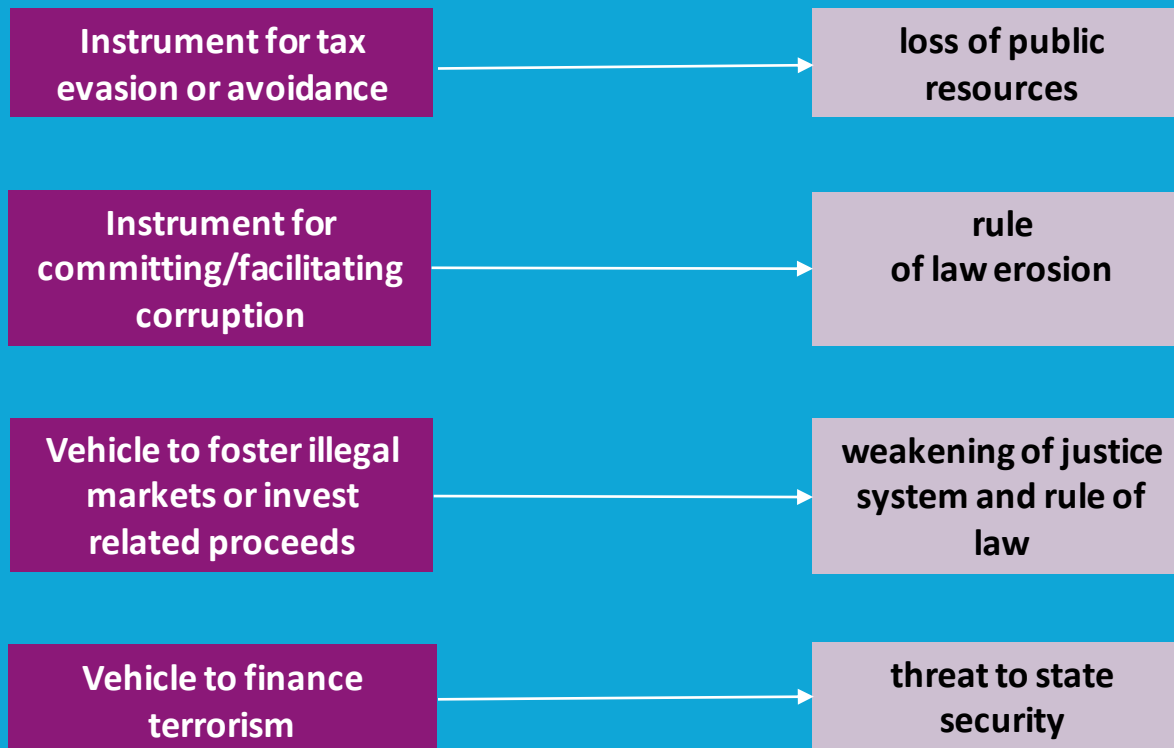 Instrument for tax
evasion or avoidance
loss of public
resources
Instrument for
committing/facilitating
corruption
rule
of law erosion
Vehicle to foster illegal
markets or invest
related proceeds
weakening of justice
system and rule of
law
Vehicle to finance
terrorism
threat to state
security